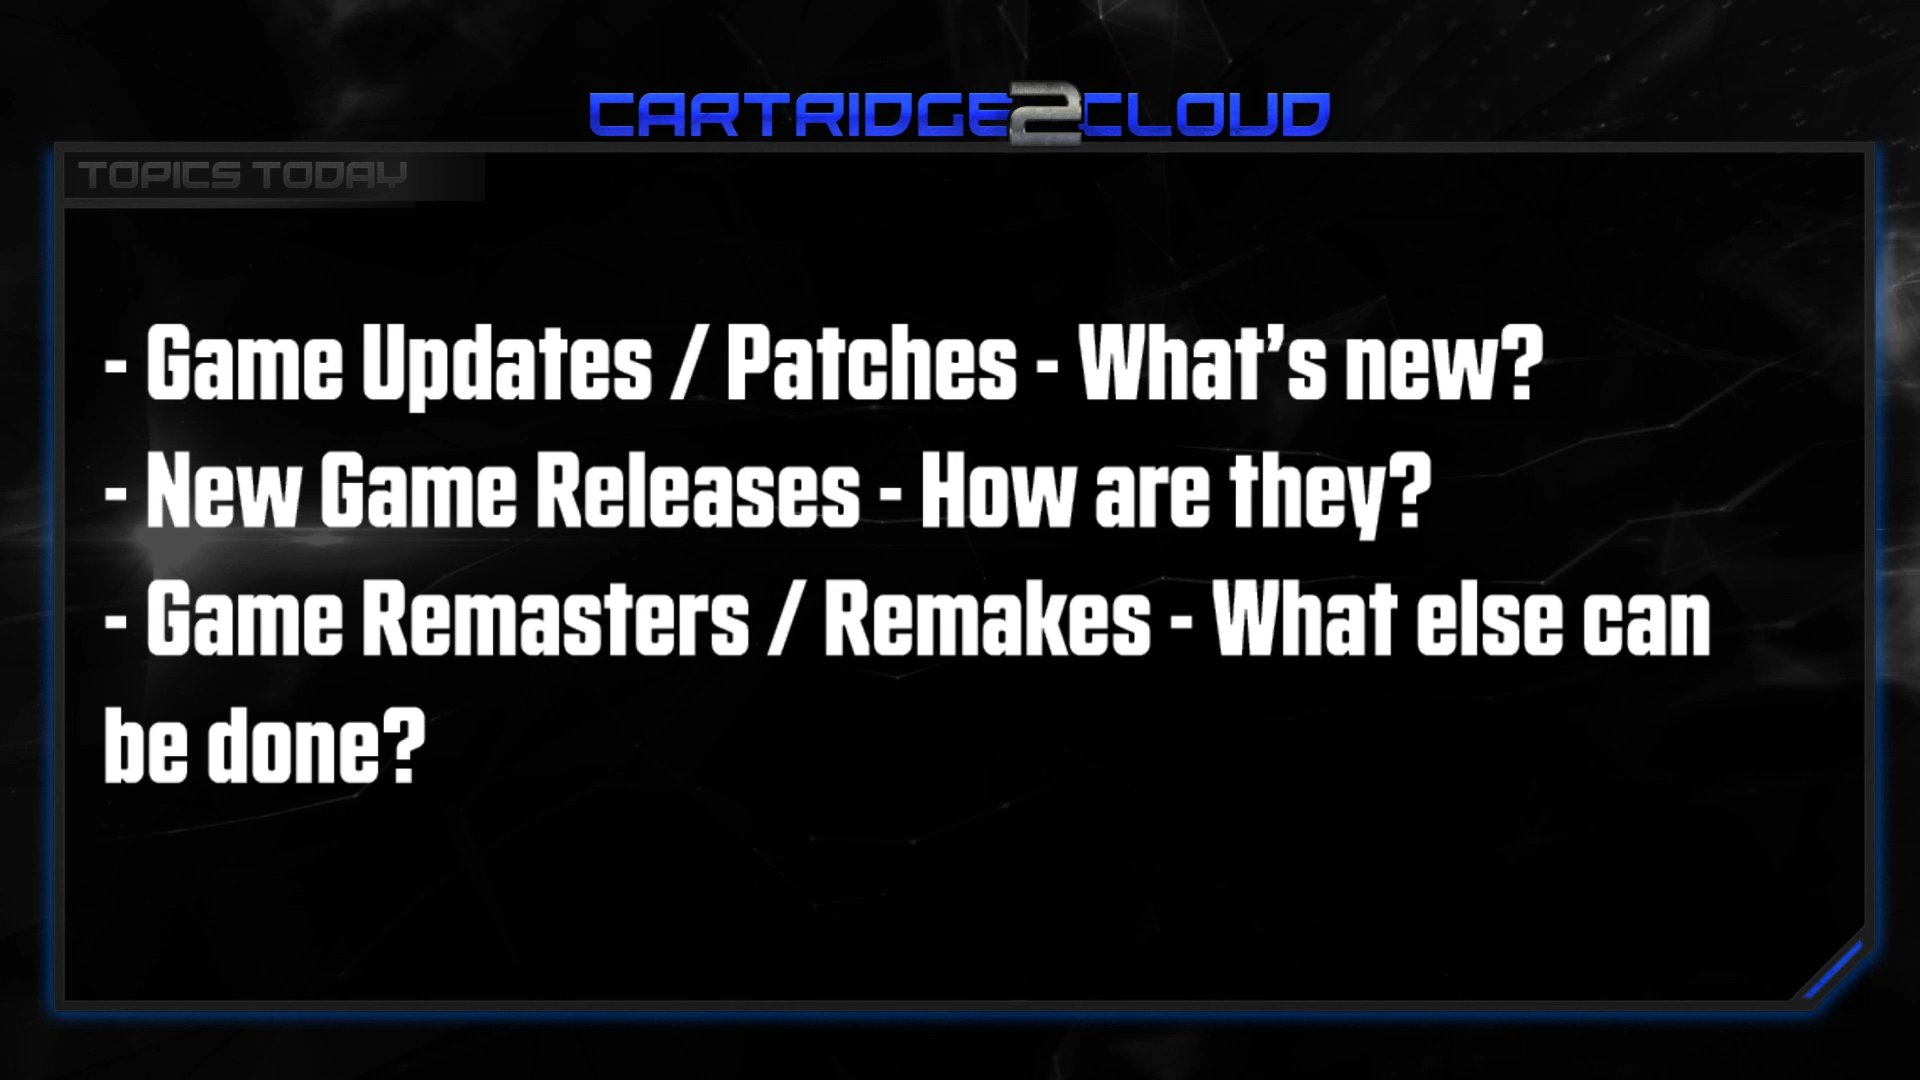 CARTRIDGE2CLOUD
TOPICS TODAY
- Game Updates / Patches - What’s new?
- New Game Releases - How are they?
- Game Remasters / Remakes - What else can
be done?